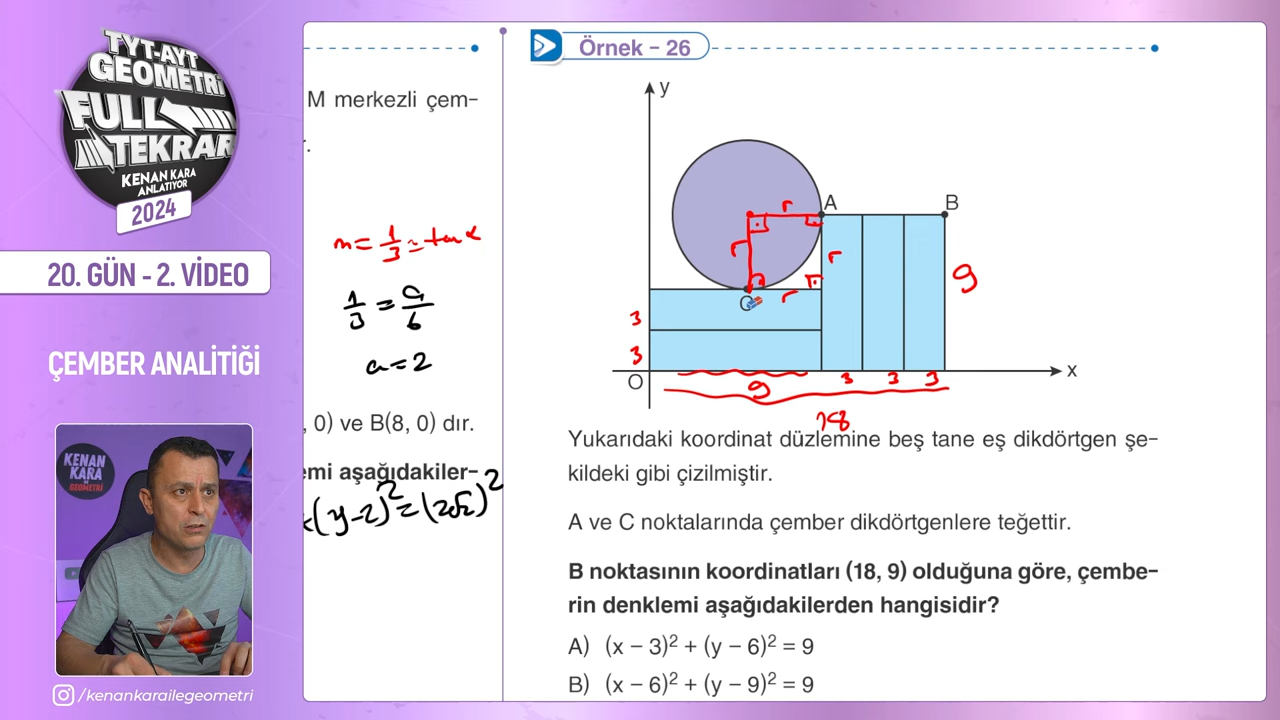 TYT-AYT
GEOMETRİ
FULL
TEKRAR
KENAN KARA
ANLATIYOR
2024
20. GÜN - 2. VİDEO
ÇEMBER ANALİTİĞİ
KENAN
KARA
GEOMETRİ
/kenankarailegeometri
M merkezli çem-
r.
m = 1/3 = tan α
1/3 = a/6
a = 2
, 0) ve B(8, 0) dır.
emi aşağıdakiler-
(y-2)² = (2√2)²
Örnek – 26
y
A
B
r
r
r
r
9
C
3
3
O
x
9
3 3 3
18
Yukarıdaki koordinat düzlemine beş tane eş dikdörtgen şe-
kildeki gibi çizilmiştir.
A ve C noktalarında çember dikdörtgenlere teğettir.
B noktasının koordinatları (18, 9) olduğuna göre, çembe-
rin denklemi aşağıdakilerden hangisidir?
A) (x – 3)² + (y – 6)² = 9
B) (x – 6)² + (y – 9)² = 9